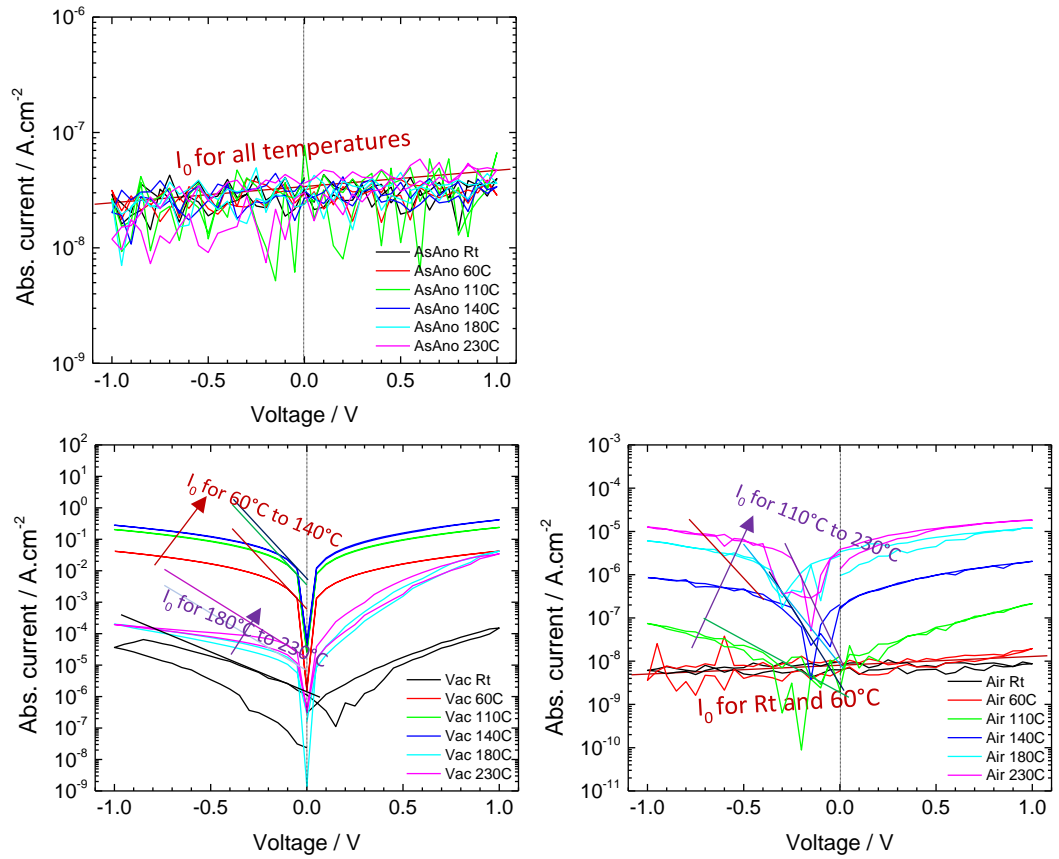 Abs. current / A.cm-2
10-6
10-7
10-8
10-9
I0 for all temperatures
AsAno Rt
AsAno 60C
AsAno 110C
AsAno 140C
AsAno 180C
AsAno 230C
-1.0 -0.5 0.0 0.5 1.0
Voltage / V
Abs. current / A.cm-2
102
101
100
10-1
10-2
10-3
10-4
10-5
10-6
10-7
10-8
10-9
I0 for 60°C to 140°C
I0 for 180°C to 230°C
Vac Rt
Vac 60C
Vac 110C
Vac 140C
Vac 180C
Vac 230C
-1.0 -0.5 0.0 0.5 1.0
Voltage / V
Abs. current / A.cm-2
10-3
10-4
10-5
10-6
10-7
10-8
10-9
10-10
10-11
I0 for 110°C to 230°C
I0 for Rt and 60°C
Air Rt
Air 60C
Air 110C
Air 140C
Air 180C
Air 230C
-1.0 -0.5 0.0 0.5 1.0
Voltage / V